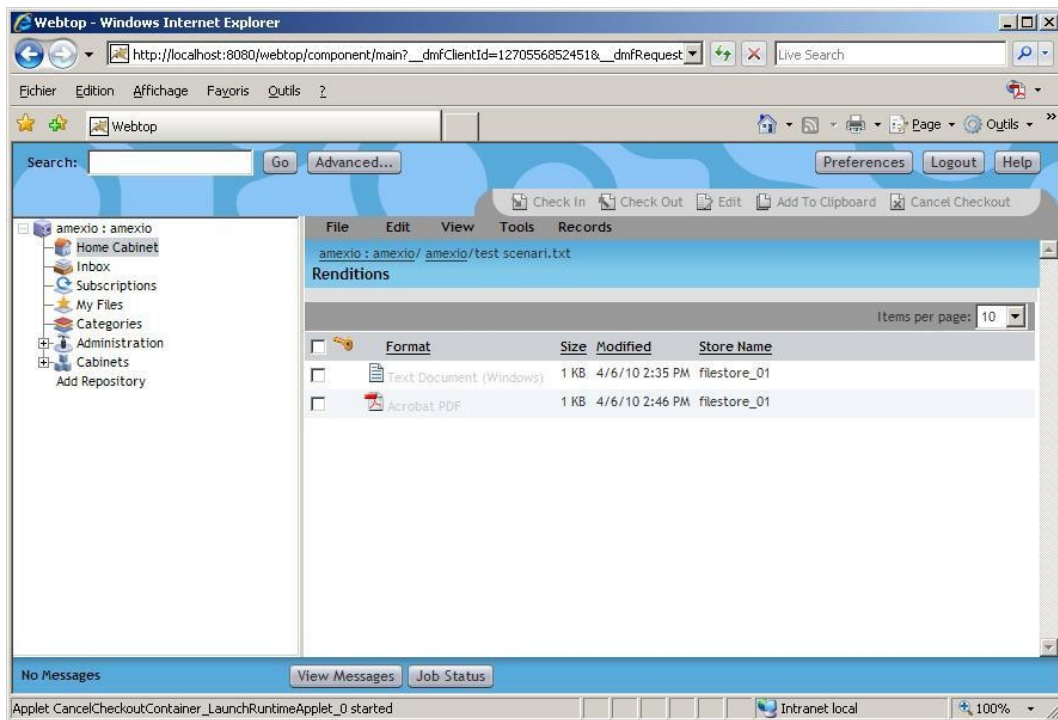 Webtop - Windows Internet Explorer
http://localhost:8080/webtop/component/main?__dmfClientId=1270556852451&__dmfRequest
Live Search
Eichier Edition Affichage Favoris Outils ?
Webtop
Page Outils »
Search: Go Advanced... Preferences Logout Help
Check In Check Out Edit Add To Clipboard Cancel Checkout
amexio : amexio
Home Cabinet
Inbox
Subscriptions
My Files
Categories
Administration
Cabinets
Add Repository
File Edit View Tools Records
amexio : amexio/ amexio/test scenari.txt
Renditions
Items per page: 10
Format Size Modified Store Name
Text Document (Windows) 1 KB 4/6/10 2:35 PM filestore_01
Acrobat PDF 1 KB 4/6/10 2:46 PM filestore_01
No Messages View Messages Job Status
Applet CancelCheckoutContainer_LaunchRuntimeApplet_0 started Intranet local 100%